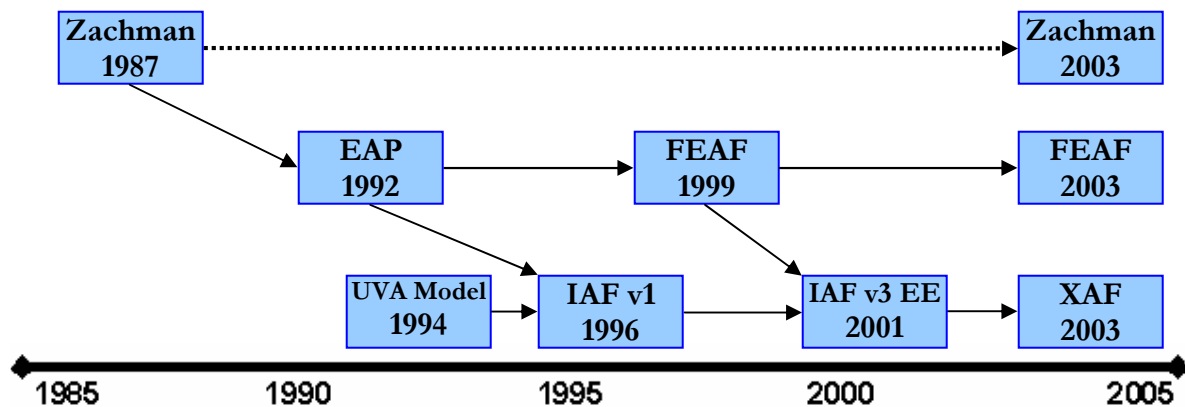 Zachman
1987
Zachman
2003
EAP
1992
FEAF
1999
FEAF
2003
UVA Model
1994
IAF v1
1996
IAF v3 EE
2001
XAF
2003
1985
1990
1995
2000
2005